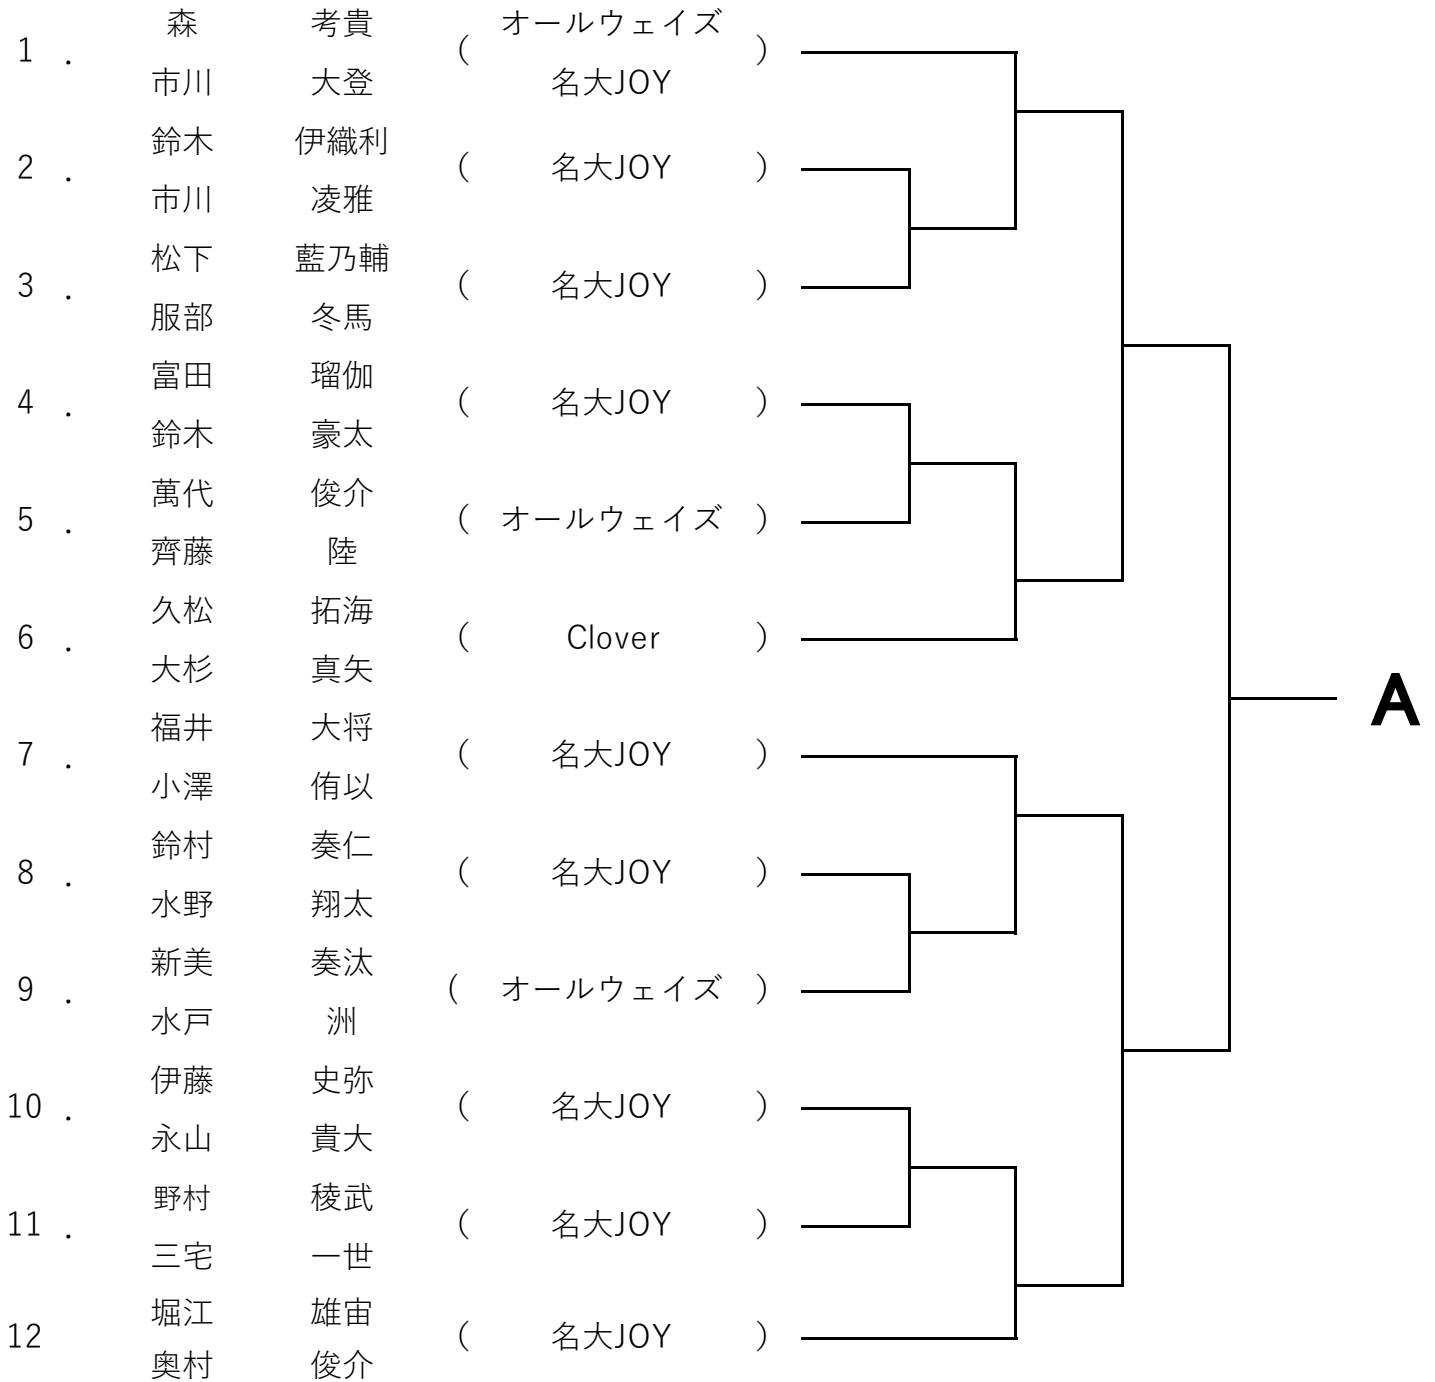 森 考貴 オールウェイズ
1 . ( )
市川 大登 名大JOY
鈴木 伊織利
2 . ( 名大JOY )
市川 凌雅
松下 藍乃輔
3 . ( 名大JOY )
服部 冬馬
富田 瑠伽
4 . ( 名大JOY )
鈴木 豪太
萬代 俊介
5 . ( オールウェイズ )
齊藤 陸
久松 拓海
6 . ( Clover )
大杉 真矢
A
福井 大将
7 . ( 名大JOY )
小澤 侑以
鈴村 奏仁
8 . ( 名大JOY )
水野 翔太
新美 奏汰
9 . ( オールウェイズ )
水戸 洲
伊藤 史弥
10 . ( 名大JOY )
永山 貴大
野村 稜武
11 . ( 名大JOY )
三宅 一世
堀江 雄宙
12 ( 名大JOY )
奥村 俊介